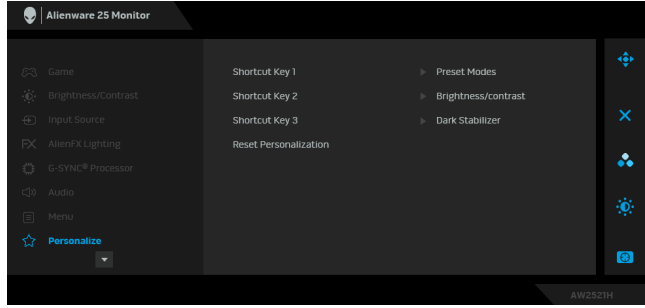 Alienware 25 Monitor
Game
Brightness/Contrast
Input Source
AlienFX Lighting
G-SYNC® Processor
Audio
Menu
Personalize
Shortcut Key 1 Preset Modes
Shortcut Key 2 Brightness/contrast
Shortcut Key 3 Dark Stabilizer
Reset Personalization
AW2521H